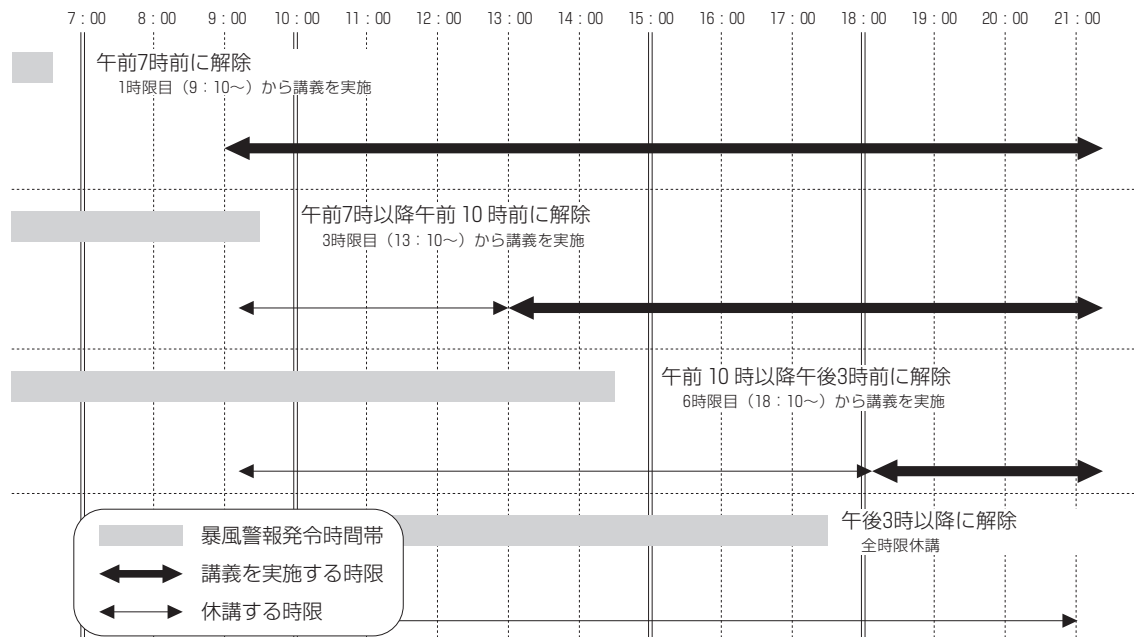 7：00 8：00 9：00 10：00 11：00 12：00 13：00 14：00 15：00 16：00 17：00 18：00 19：00 20：00 21：00
午前7時前に解除
1時限目（9：10〜）から講義を実施
午前7時以降午前 10 時前に解除
3時限目（13：10〜）から講義を実施
午前 10 時以降午後3時前に解除
6時限目（18：10〜）から講義を実施
午後3時以降に解除
全時限休講
暴風警報発令時間帯
講義を実施する時限
休講する時限